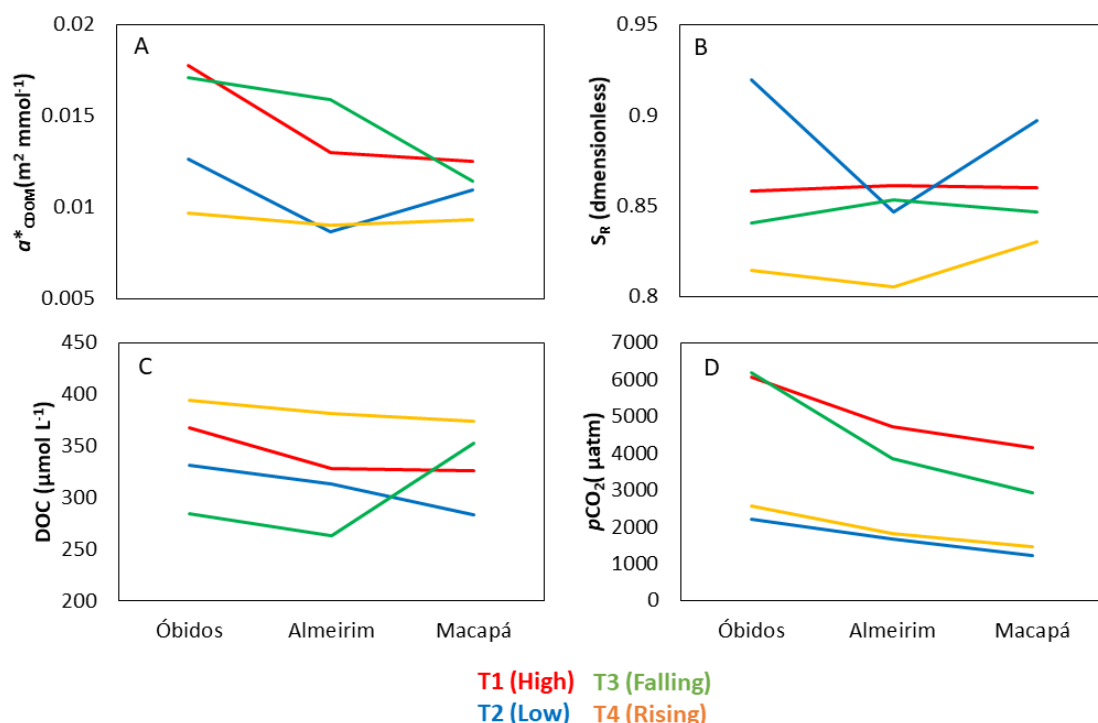 A
0.02
0.015
0.01
0.005
a*CDOM(m² mmol⁻¹)
B
0.95
0.9
0.85
0.8
SR (dmensionless)
C
450
400
350
300
250
200
DOC (µmol L⁻¹)
Óbidos Almeirim Macapá
D
7000
6000
5000
4000
3000
2000
1000
0
pCO₂( µatm)
Óbidos Almeirim Macapá
T1 (High) T3 (Falling)
T2 (Low) T4 (Rising)